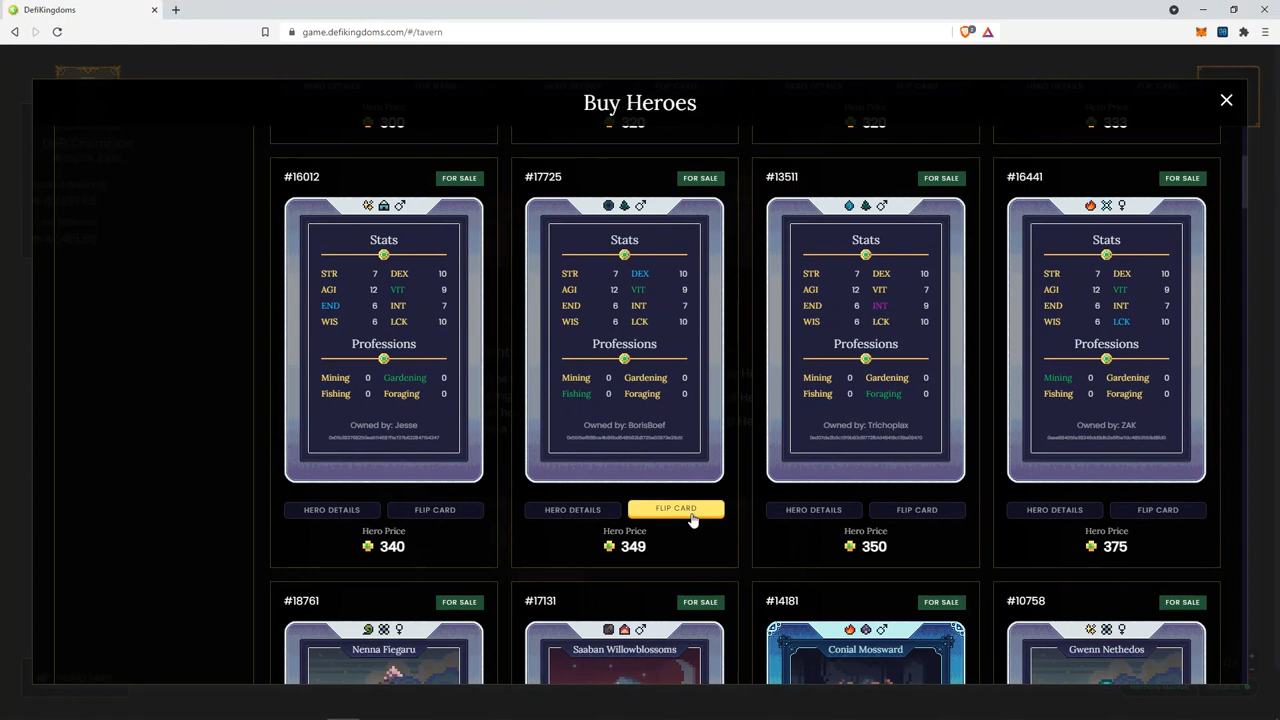 DefiKingdoms
game.defikingdoms.com/#/tavern
Buy Heroes
300 320 320 333
#16012 FOR SALE #17725 FOR SALE #13511 FOR SALE #16441 FOR SALE
Stats Stats Stats Stats
STR 7 DEX 10 STR 7 DEX 10 STR 7 DEX 10 STR 7 DEX 10
AGI 12 VIT 9 AGI 12 VIT 9 AGI 12 VIT 7 AGI 12 VIT 9
END 6 INT 7 END 6 INT 7 END 6 INT 9 END 6 INT 7
WIS 6 LCK 10 WIS 6 LCK 10 WIS 6 LCK 10 WIS 6 LCK 10
Professions Professions Professions Professions
Mining 0 Gardening 0 Mining 0 Gardening 0 Mining 0 Gardening 0 Mining 0 Gardening 0
Fishing 0 Foraging 0 Fishing 0 Foraging 0 Fishing 0 Foraging 0 Fishing 0 Foraging 0
Owned by: Jesse Owned by: BorisBoef Owned by: Trichoplax Owned by: ZAK
HERO DETAILS FLIP CARD HERO DETAILS FLIP CARD HERO DETAILS FLIP CARD HERO DETAILS FLIP CARD
Hero Price Hero Price Hero Price Hero Price
340 349 350 375
#18761 FOR SALE #17131 FOR SALE #14181 FOR SALE #10758 FOR SALE
Nenna Fiegaru Saaban Willowblossoms Conial Mossward Gwenn Nethedos